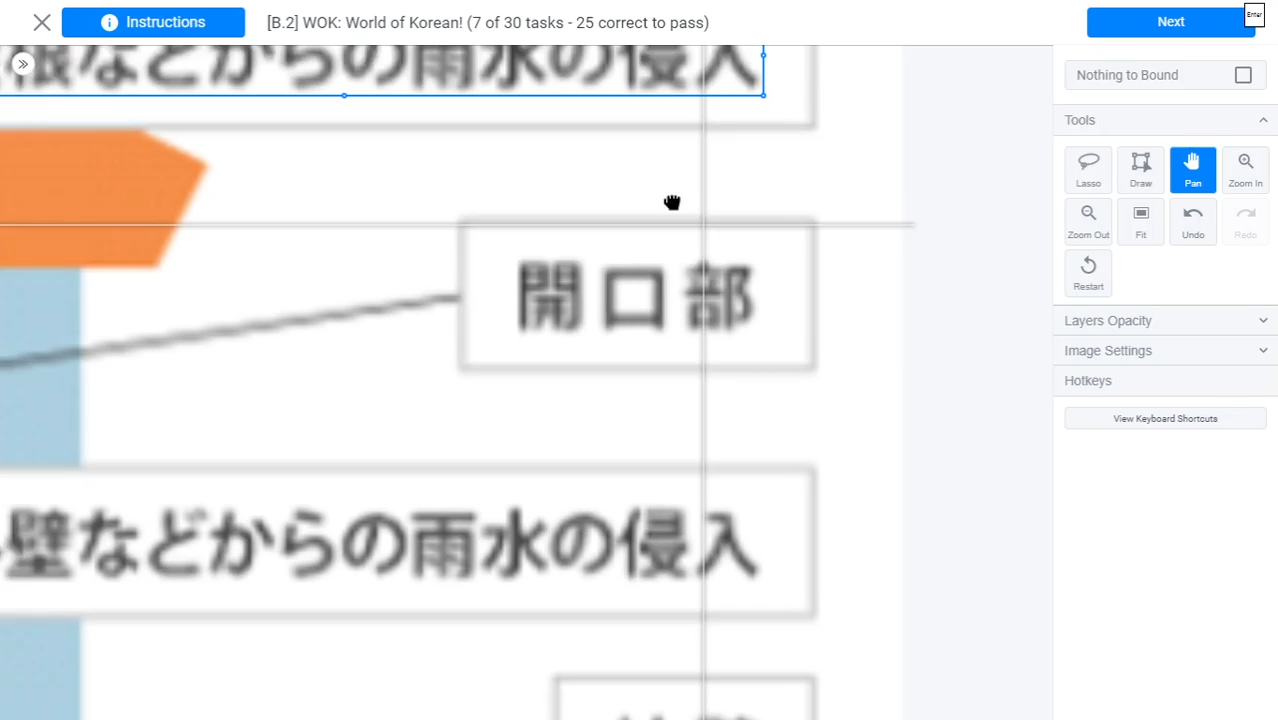 Instructions
[B.2] WOK: World of Korean! (7 of 30 tasks - 25 correct to pass)
Next
Enter
Nothing to Bound
Tools
Lasso
Draw
Pan
Zoom In
Zoom Out
Fit
Undo
Redo
Restart
Layers Opacity
Image Settings
Hotkeys
View Keyboard Shortcuts
根などからの雨水の侵入
開口部
壁などからの雨水の侵入